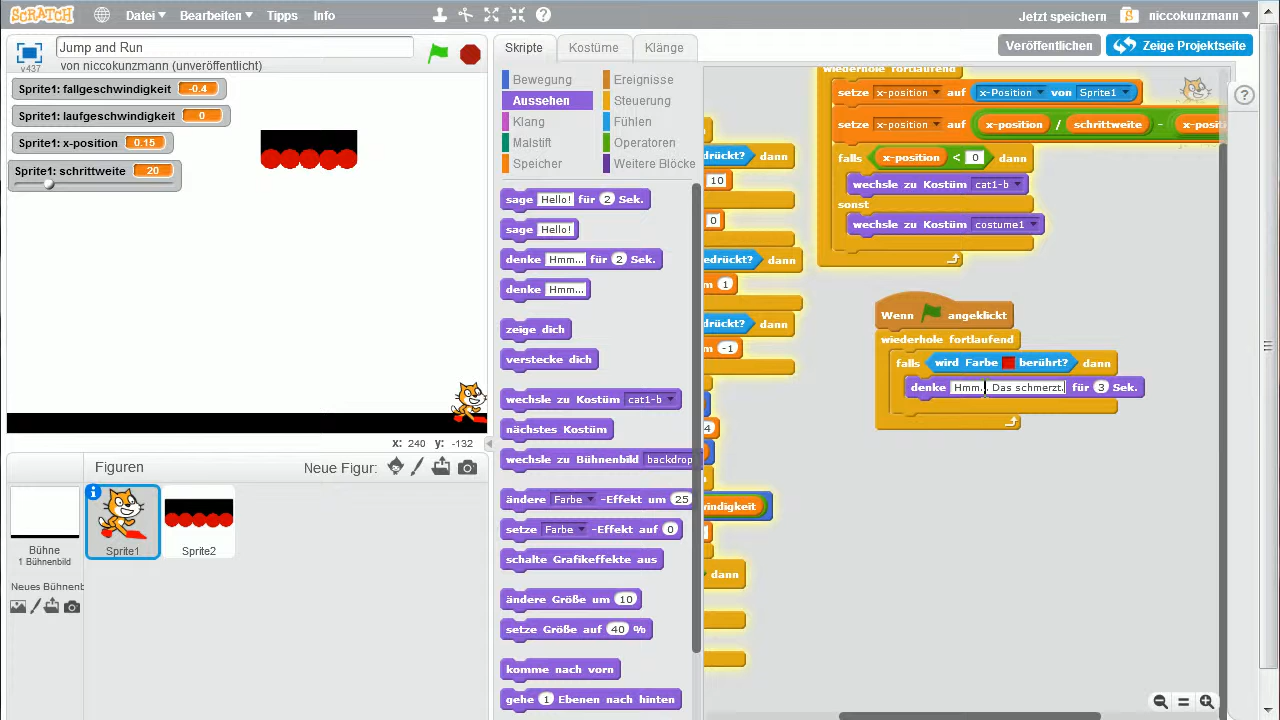 SCRATCH
Datei
Bearbeiten
Tipps
Info
Jetzt speichern
niccokunzmann
v437
Jump and Run
von niccokunzmann (unveröffentlicht)
Skripte
Kostüme
Klänge
Veröffentlichen
Zeige Projektseite
Sprite1: fallgeschwindigkeit -0.4
Sprite1: laufgeschwindigkeit 0
Sprite1: x-position 0.15
Sprite1: schrittweite 20
x: 240 y: -132
Figuren
Neue Figur:
Bühne
1 Bühnenbild
Neues Bühnenb
Sprite1
Sprite2
Bewegung
Aussehen
Klang
Malstift
Speicher
Ereignisse
Steuerung
Fühlen
Operatoren
Weitere Blöcke
sage Hello! für 2 Sek.
sage Hello!
denke Hmm... für 2 Sek.
denke Hmm...
zeige dich
verstecke dich
wechsle zu Kostüm cat1-b
nächstes Kostüm
wechsle zu Bühnenbild backdrop
ändere Farbe -Effekt um 25
setze Farbe -Effekt auf 0
schalte Grafikeffekte aus
ändere Größe um 10
setze Größe auf 40 %
komme nach vorn
gehe 1 Ebenen nach hinten
drückt? dann
10
0
edrückt? dann
m 1
drückt? dann
m -1
4
windigkeit
dann
wiederhole fortlaufend
setze x-position auf x-Position von Sprite1
setze x-position auf x-position / schrittweite - x-positi
falls x-position < 0 dann
wechsle zu Kostüm cat1-b
sonst
wechsle zu Kostüm costume1
Wenn angeklickt
wiederhole fortlaufend
falls wird Farbe berührt? dann
denke Hmm.. Das schmerzt. für 3 Sek.